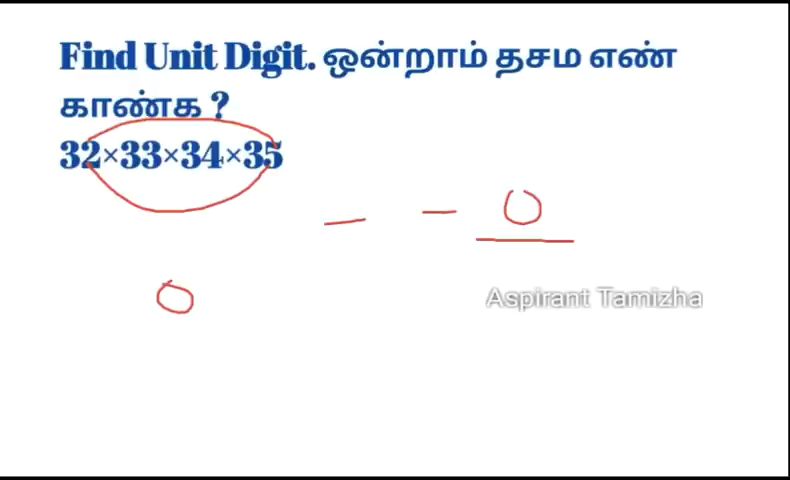 Find Unit Digit. ஒன்றாம் தசம எண்
காண்க ?
32×33×34×35
_ _ 0
0
Aspirant Tamizha